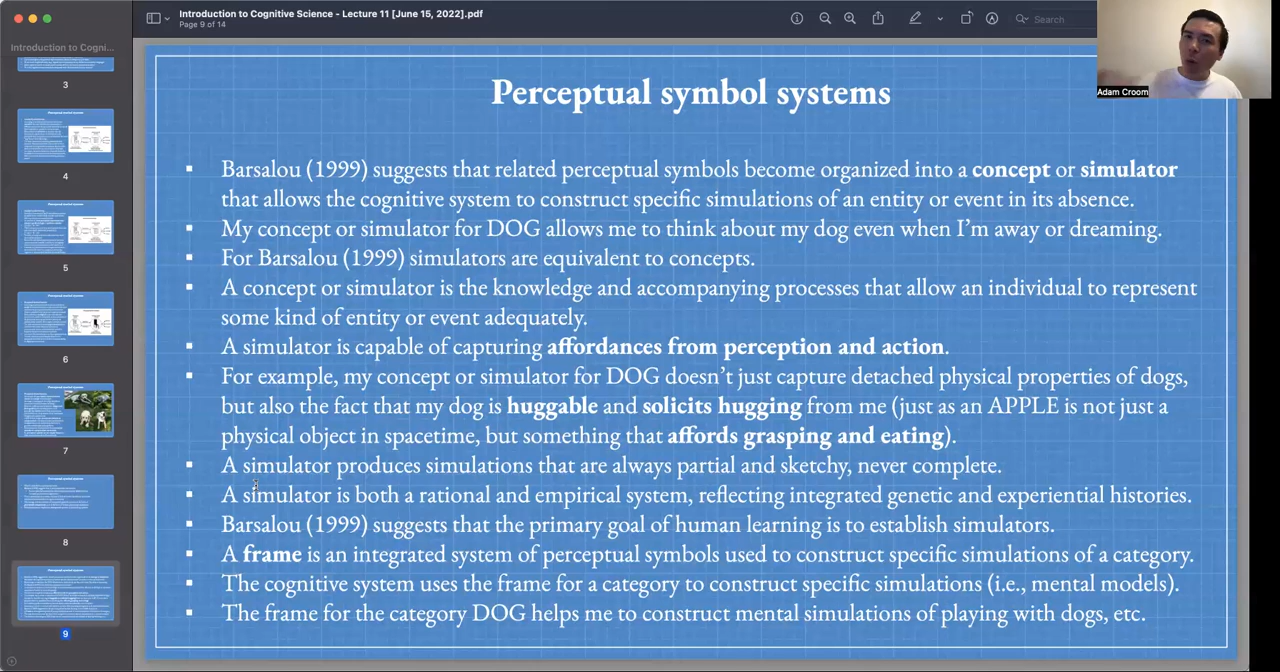 Introduction to Cognitive Science - Lecture 11 [June 15, 2022].pdf
Page 9 of 14
Search
Adam Croom
Introduction to Cogni...
3
4
5
6
7
8
9
Perceptual symbol systems
Barsalou (1999) suggests that related perceptual symbols become organized into a concept or simulator
that allows the cognitive system to construct specific simulations of an entity or event in its absence.
My concept or simulator for DOG allows me to think about my dog even when I'm away or dreaming.
For Barsalou (1999) simulators are equivalent to concepts.
A concept or simulator is the knowledge and accompanying processes that allow an individual to represent
some kind of entity or event adequately.
A simulator is capable of capturing affordances from perception and action.
For example, my concept or simulator for DOG doesn't just capture detached physical properties of dogs,
but also the fact that my dog is huggable and solicits hugging from me (just as an APPLE is not just a
physical object in spacetime, but something that affords grasping and eating).
A simulator produces simulations that are always partial and sketchy, never complete.
A simulator is both a rational and empirical system, reflecting integrated genetic and experiential histories.
Barsalou (1999) suggests that the primary goal of human learning is to establish simulators.
A frame is an integrated system of perceptual symbols used to construct specific simulations of a category.
The cognitive system uses the frame for a category to construct specific simulations (i.e., mental models).
The frame for the category DOG helps me to construct mental simulations of playing with dogs, etc.